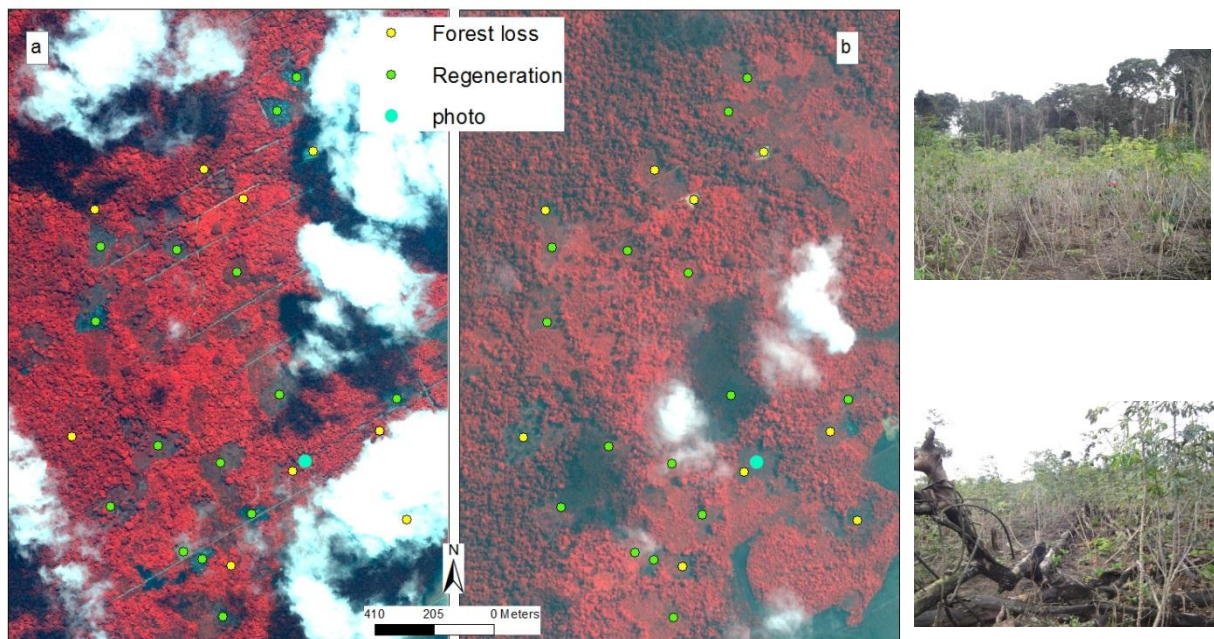 a
Forest loss
Regeneration
photo
b
N
410 205 0 Meters